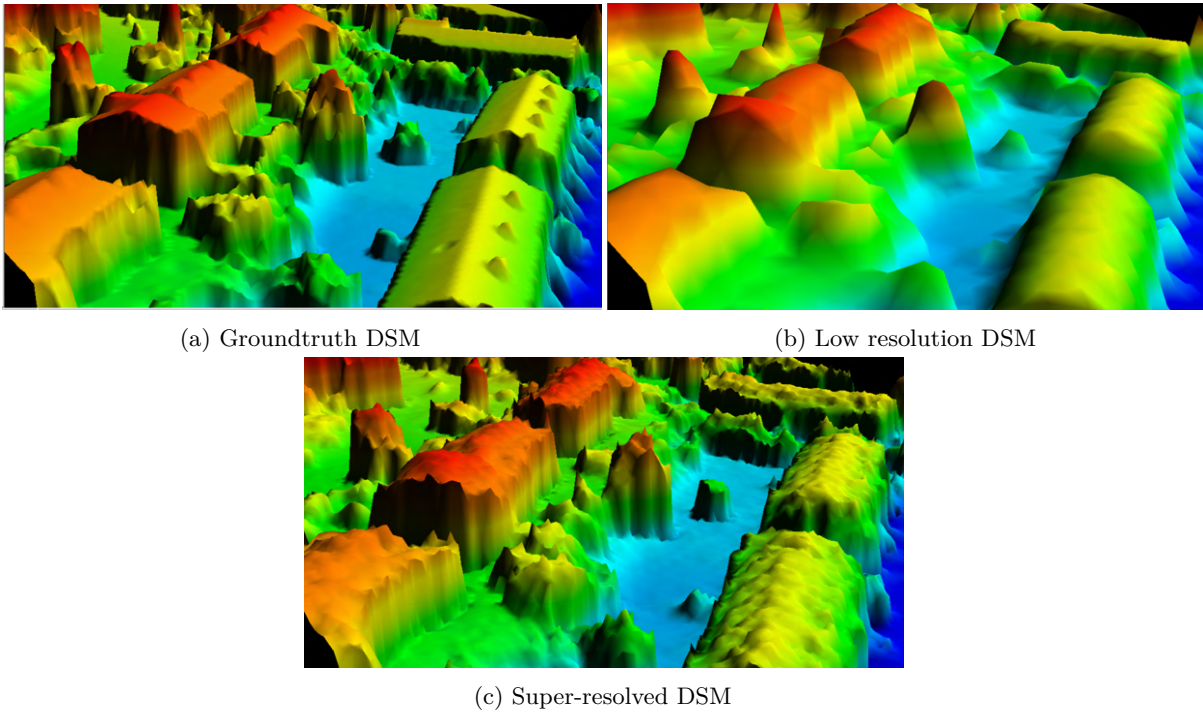 (a) Groundtruth DSM
(b) Low resolution DSM
(c) Super-resolved DSM